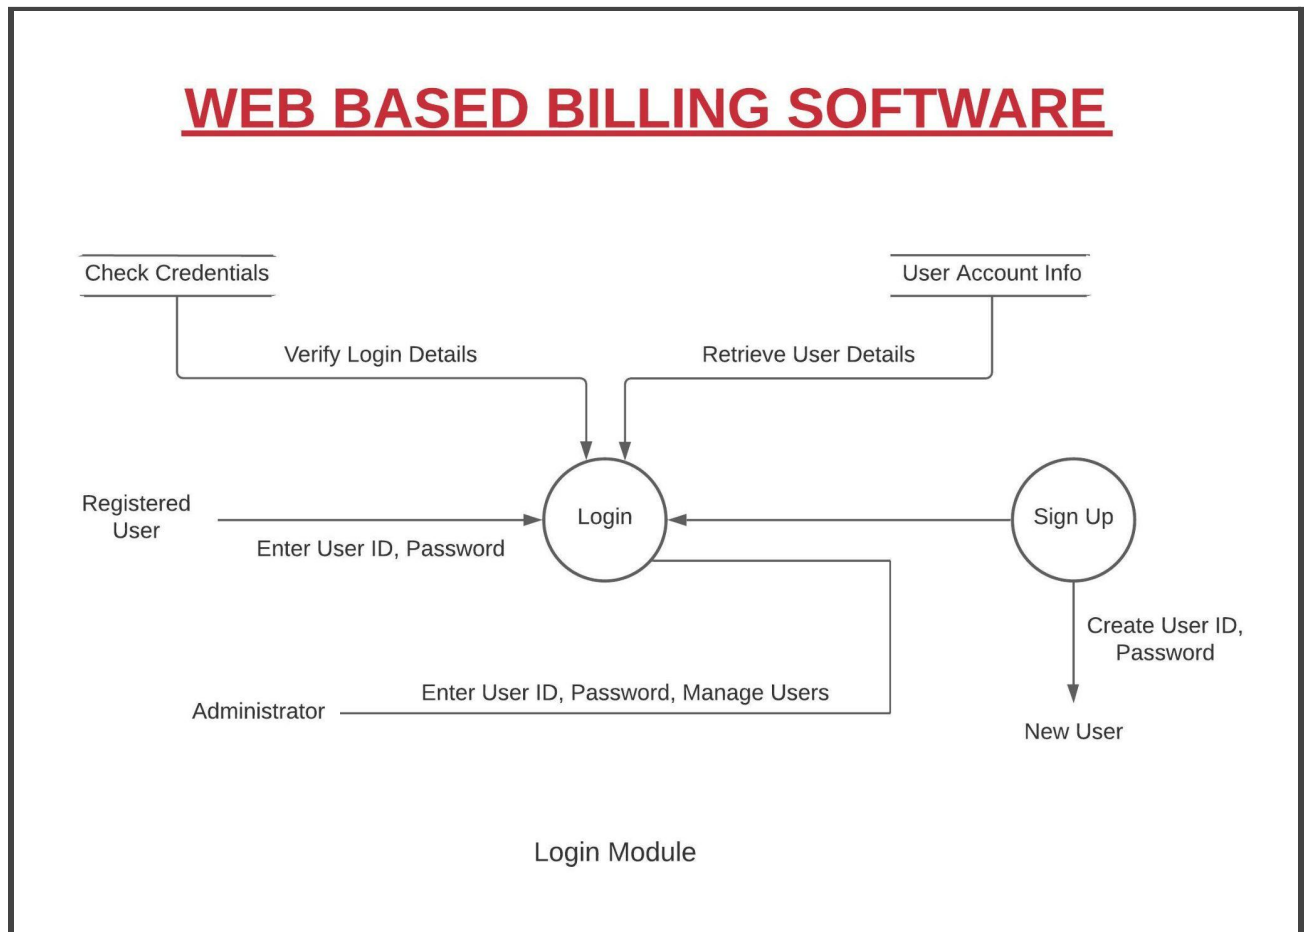 WEB BASED BILLING SOFTWARE
Check Credentials
User Account Info
Verify Login Details
Retrieve User Details
Registered
User
Enter User ID, Password
Login
Sign Up
Create User ID,
Password
Enter User ID, Password, Manage Users
Administrator
New User
Login Module